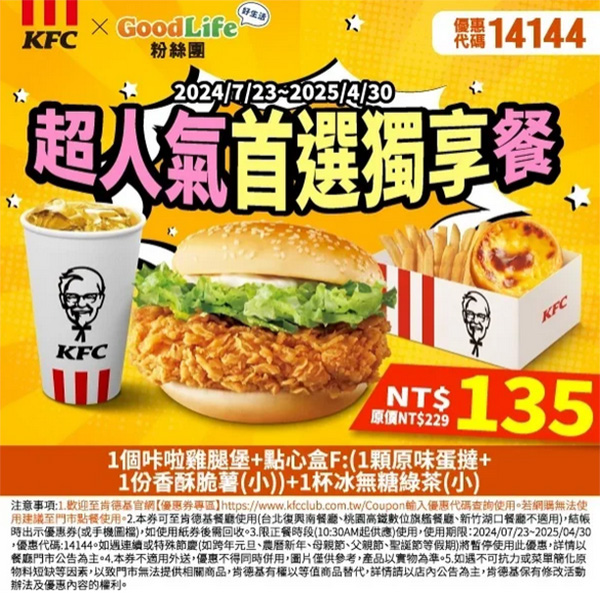 KFC × GoodLife 好生活
粉絲團
優惠代碼 14144
2024/7/23~2025/4/30
超人氣首選獨享餐
KFC
KFC
NT$135
原價NT$229
1個咔啦雞腿堡+點心盒F:(1顆原味蛋撻+
1份香酥脆薯(小))+1杯冰無糖綠茶(小)
注意事項:1.歡迎至肯德基官網【優惠券專區】https://www.kfcclub.com.tw/Coupon輸入優惠代碼查詢使用。若網購無法使
用建議至門市點餐使用。2.本券可至肯德基餐廳使用(台北復興南餐廳、桃園高鐵數位旗艦餐廳、新竹湖口餐廳不適用),結帳
時出示優惠券(或手機圖檔),如使用紙券後需回收。3.限正餐時段(10:30AM起供應)使用,使用期限:2024/07/23~2025/04/30
,優惠代碼:14144。如遇連續或特殊節慶(如跨年元旦、農曆新年、母親節、父親節、聖誕節等假期)將暫停使用此優惠,詳情以
餐廳門市公告為主。4.本券不適用外送,優惠不得同時併用,圖片僅供參考,產品以實物為準。5.如遇不可抗力或菜單簡化原
物料短缺等因素,以致門市無法提供相關商品,肯德基有權以等值商品替代,詳情請以店內公告為主,肯德基保有修改活動
辦法及優惠內容的權利。